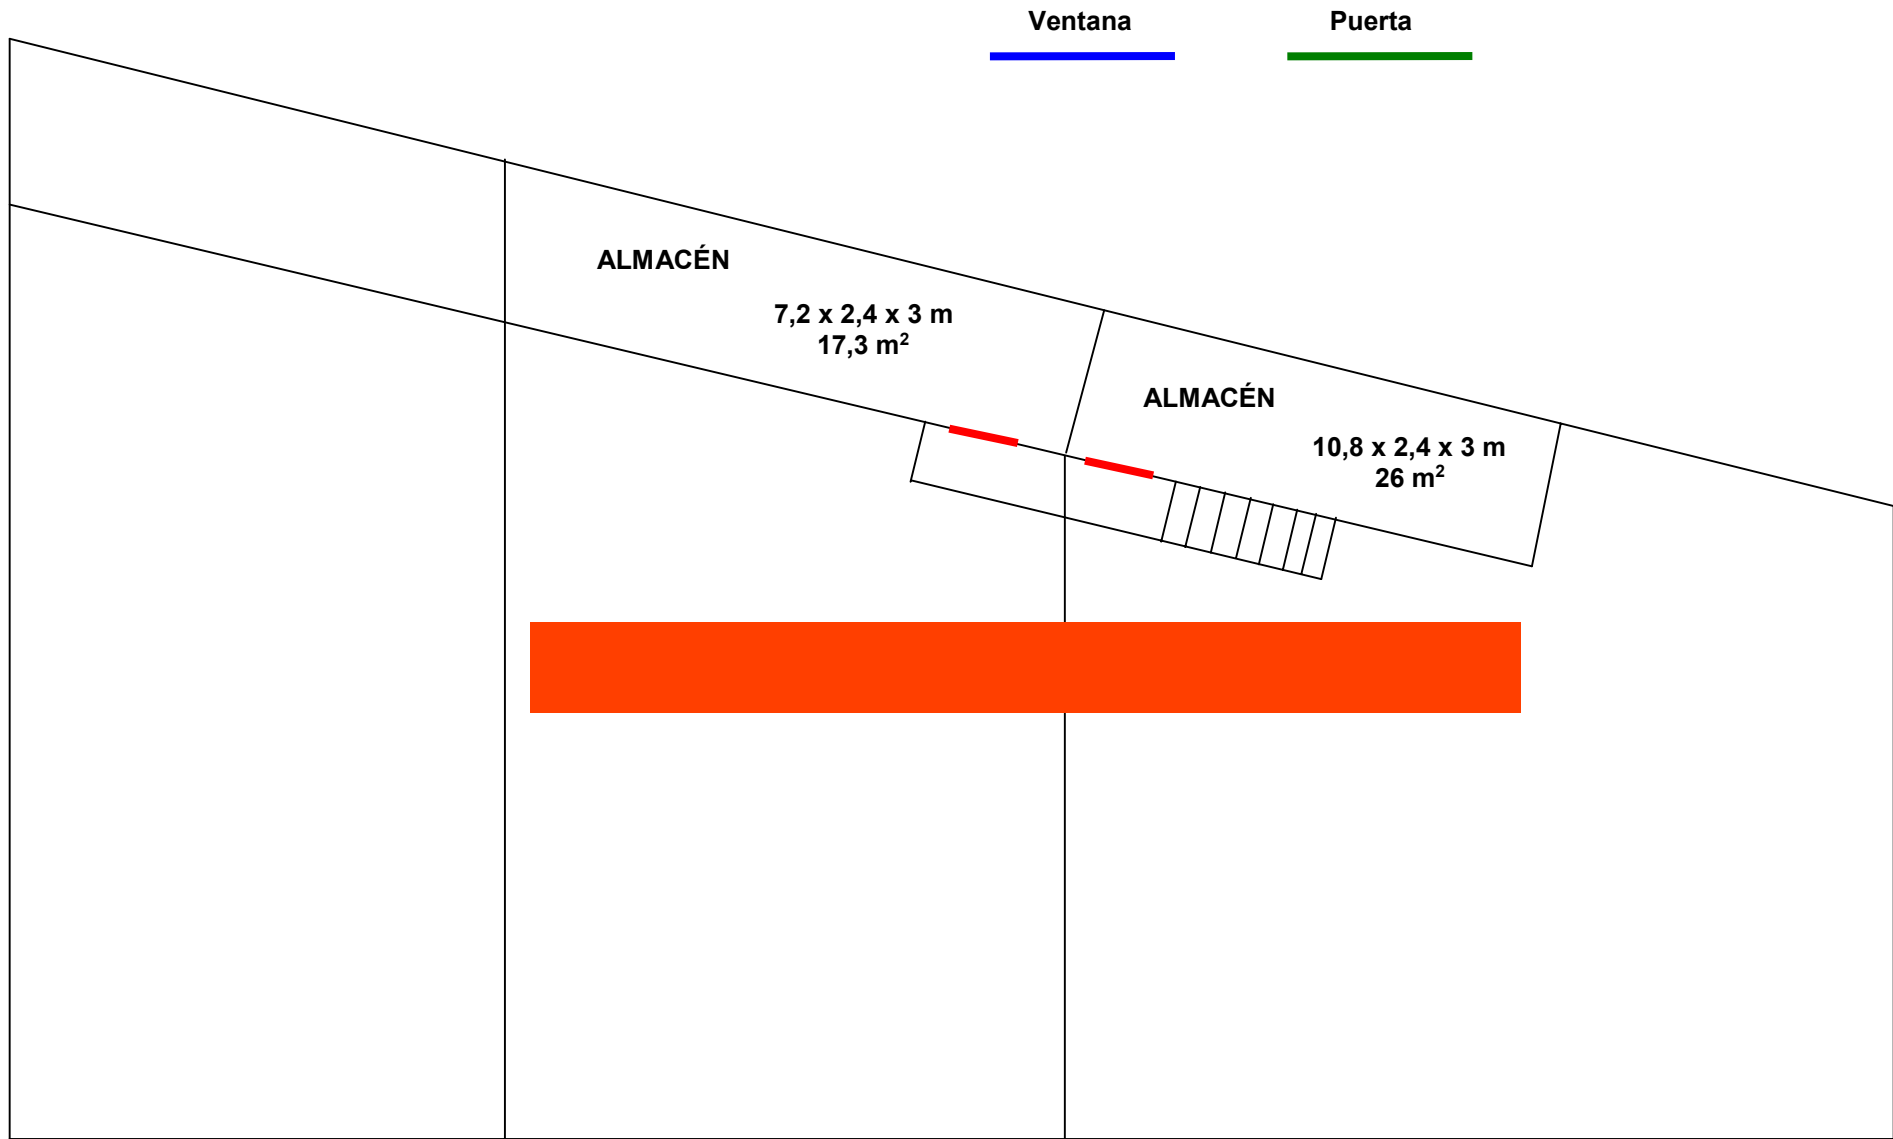 Ventana
Puerta
ALMACÉN
7,2 x 2,4 x 3 m
17,3 m²
ALMACÉN
10,8 x 2,4 x 3 m
26 m²